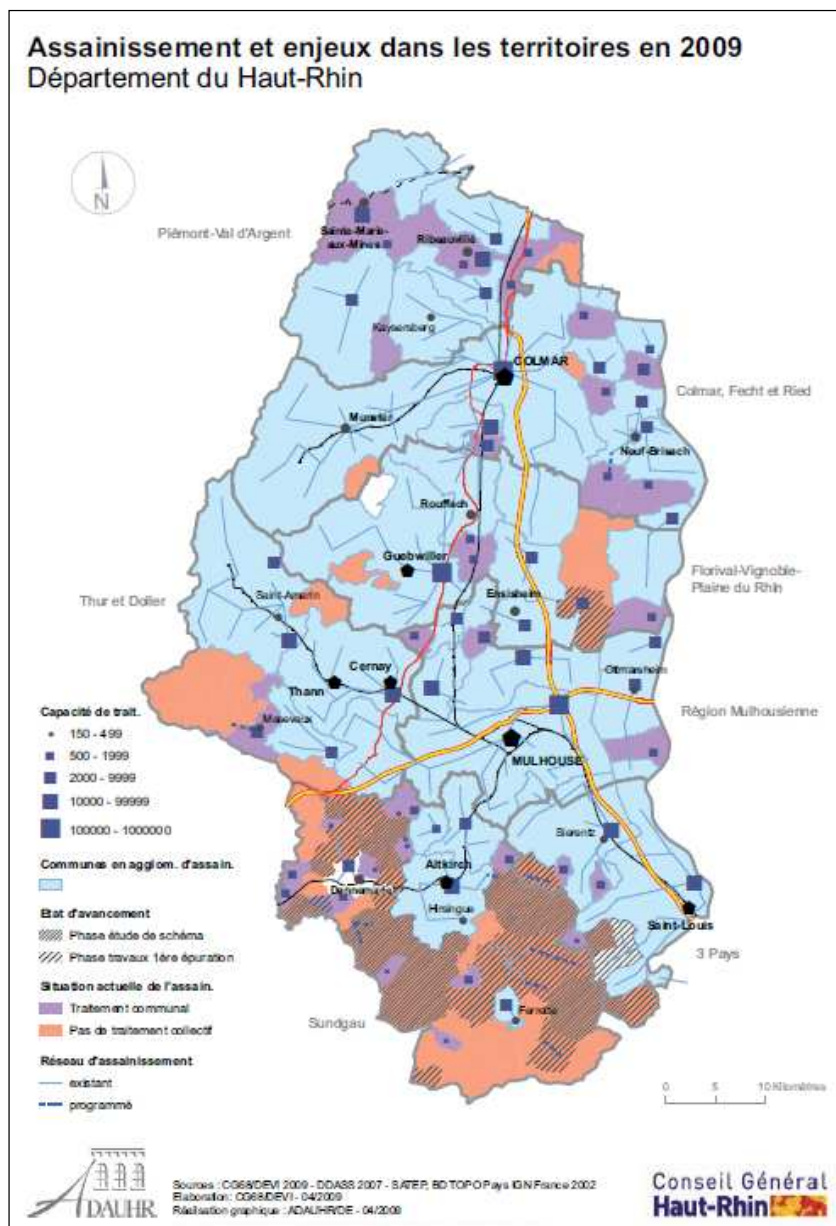 Assainissement et enjeux dans les territoires en 2009
Département du Haut-Rhin
N
Piémont-Val d'Argent
Sainte-Marie-
aux-Mines
Ribeauvillé
Kaysersberg
COLMAR
Colmar, Fecht et Ried
Munster
Neuf-Brisach
Rouffach
Guebwiller
Florival-Vignoble-
Plaine du Rhin
Thur et Doller
Saint-Amarin
Ensisheim
Cernay
Ottmarsheim
Thann
Région Mulhousienne
Masevaux
MULHOUSE
Capacité de trait.
150 - 499
500 - 1999
2000 - 9999
10000 - 99999
100000 - 1000000
Sierentz
Altkirch
Communes en agglom. d'assain.
Dannemarie
Hirsingue
Saint-Louis
Etat d'avancement
Phase étude de schéma
Phase travaux 1ère épuration
3 Pays
Situation actuelle de l'assain.
Traitement communal
Pas de traitement collectif
Sundgau
Ferrette
Réseau d'assainissement
existant
programmé
0 5 10 Kilomètres
ADAUHR
Sources : CG68/DEVI 2009 - DDASS 2007 - SATEP, BD TOPO Pays IGN France 2002
Elaboration : CG68/DEVI - 04/2009
Réalisation graphique : ADAUHR/DE - 04/2009
Conseil Général
Haut-Rhin